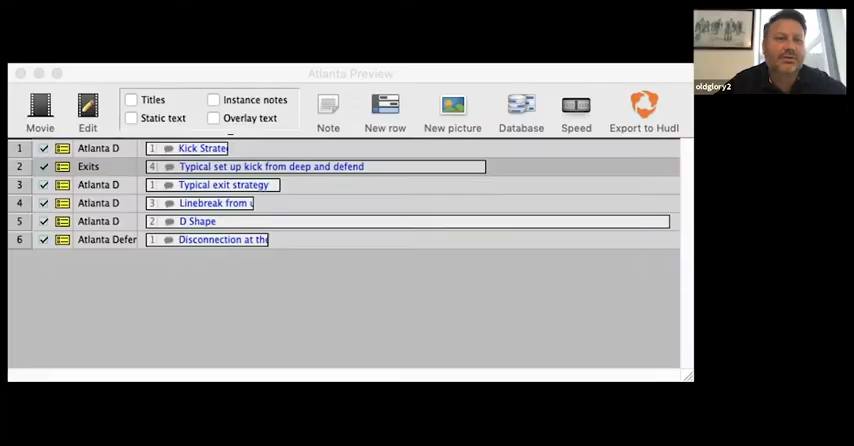 Atlanta Preview
oldglory2
Titles
Instance notes
Static text
Overlay text
Movie
Edit
Note
New row
New picture
Database
Speed
Export to Hudl
1 Atlanta D 1 Kick Strate
2 Exits 4 Typical set up kick from deep and defend
3 Atlanta D 1 Typical exit strategy
4 Atlanta D 3 Linebreak from
5 Atlanta D 2 D Shape
6 Atlanta Defer 1 Disconnection at the